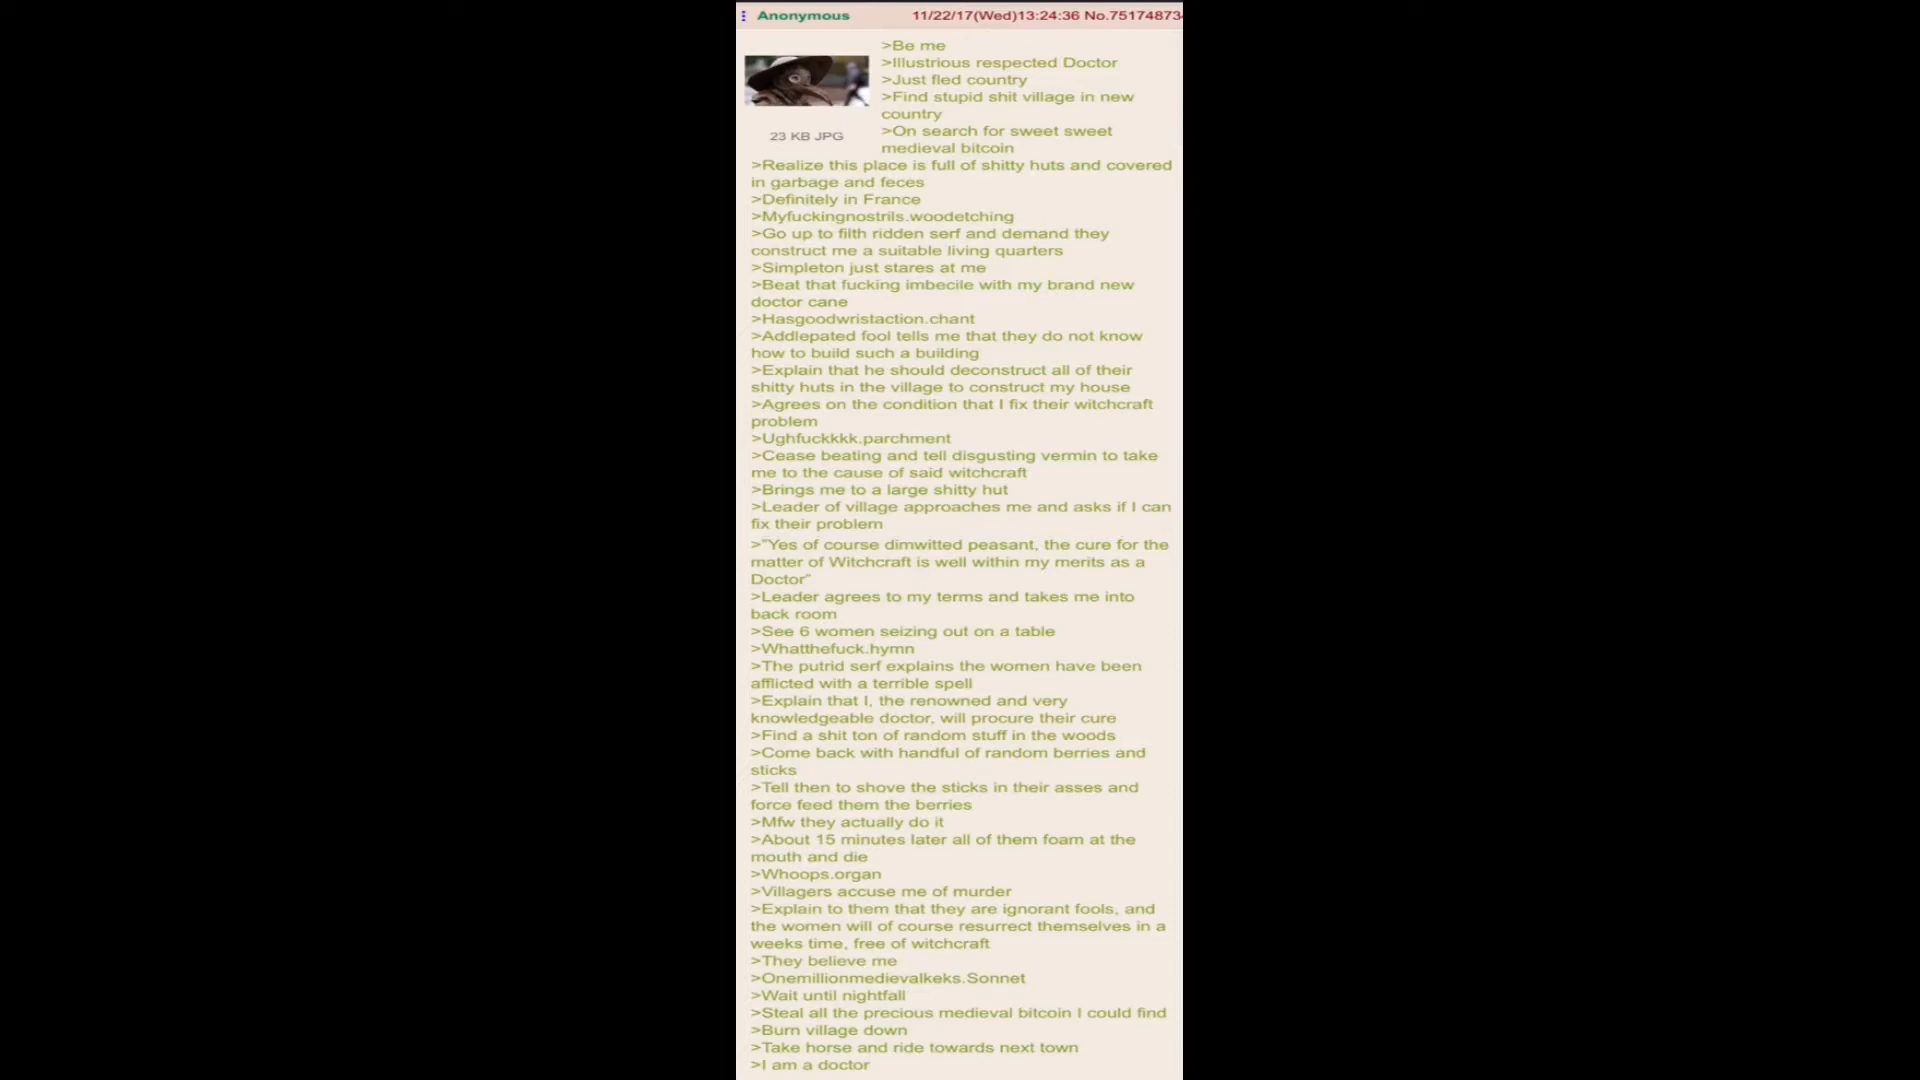 Anonymous 11/22/17(Wed)13:24:36 No.75174873
>Be me
>Illustrious respected Doctor
>Just fled country
>Find stupid shit village in new
country
>On search for sweet sweet
medieval bitcoin
23 KB JPG
>Realize this place is full of shitty huts and covered
in garbage and feces
>Definitely in France
>Myfuckingnostrils.woodetching
>Go up to filth ridden serf and demand they
construct me a suitable living quarters
>Simpleton just stares at me
>Beat that fucking imbecile with my brand new
doctor cane
>Hasgoodwristaction.chant
>Addlepated fool tells me that they do not know
how to build such a building
>Explain that he should deconstruct all of their
shitty huts in the village to construct my house
>Agrees on the condition that I fix their witchcraft
problem
>Ughfuckkkk.parchment
>Cease beating and tell disgusting vermin to take
me to the cause of said witchcraft
>Brings me to a large shitty hut
>Leader of village approaches me and asks if I can
fix their problem
>"Yes of course dimwitted peasant, the cure for the
matter of Witchcraft is well within my merits as a
Doctor"
>Leader agrees to my terms and takes me into
back room
>See 6 women seizing out on a table
>Whatthefuck.hymn
>The putrid serf explains the women have been
afflicted with a terrible spell
>Explain that I, the renowned and very
knowledgeable doctor, will procure their cure
>Find a shit ton of random stuff in the woods
>Come back with handful of random berries and
sticks
>Tell then to shove the sticks in their asses and
force feed them the berries
>Mfw they actually do it
>About 15 minutes later all of them foam at the
mouth and die
>Whoops.organ
>Villagers accuse me of murder
>Explain to them that they are ignorant fools, and
the women will of course resurrect themselves in a
weeks time, free of witchcraft
>They believe me
>Onemillionmedievalkeks.Sonnet
>Wait until nightfall
>Steal all the precious medieval bitcoin I could find
>Burn village down
>Take horse and ride towards next town
>I am a doctor